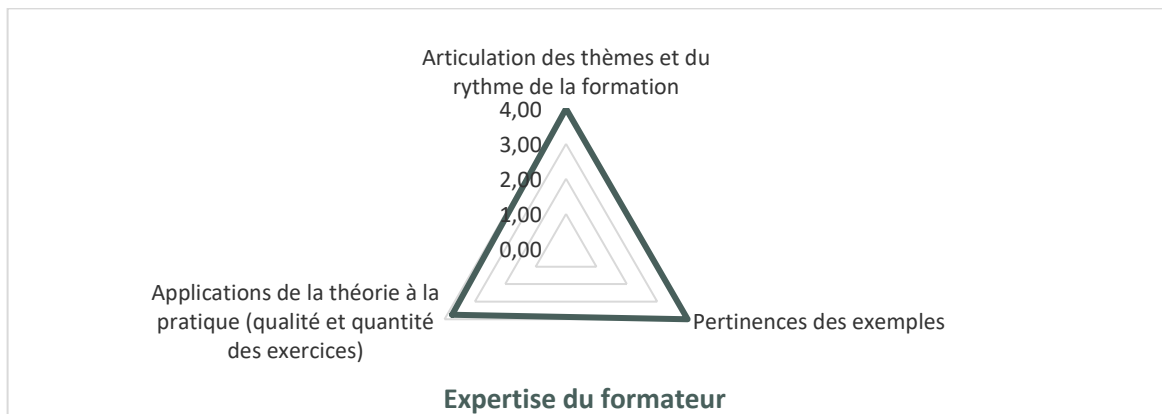 Articulation des thèmes et du
rythme de la formation
4,00
3,00
2,00
1,00
0,00
Applications de la théorie à la
pratique (qualité et quantité
des exercices)
Pertinences des exemples
Expertise du formateur